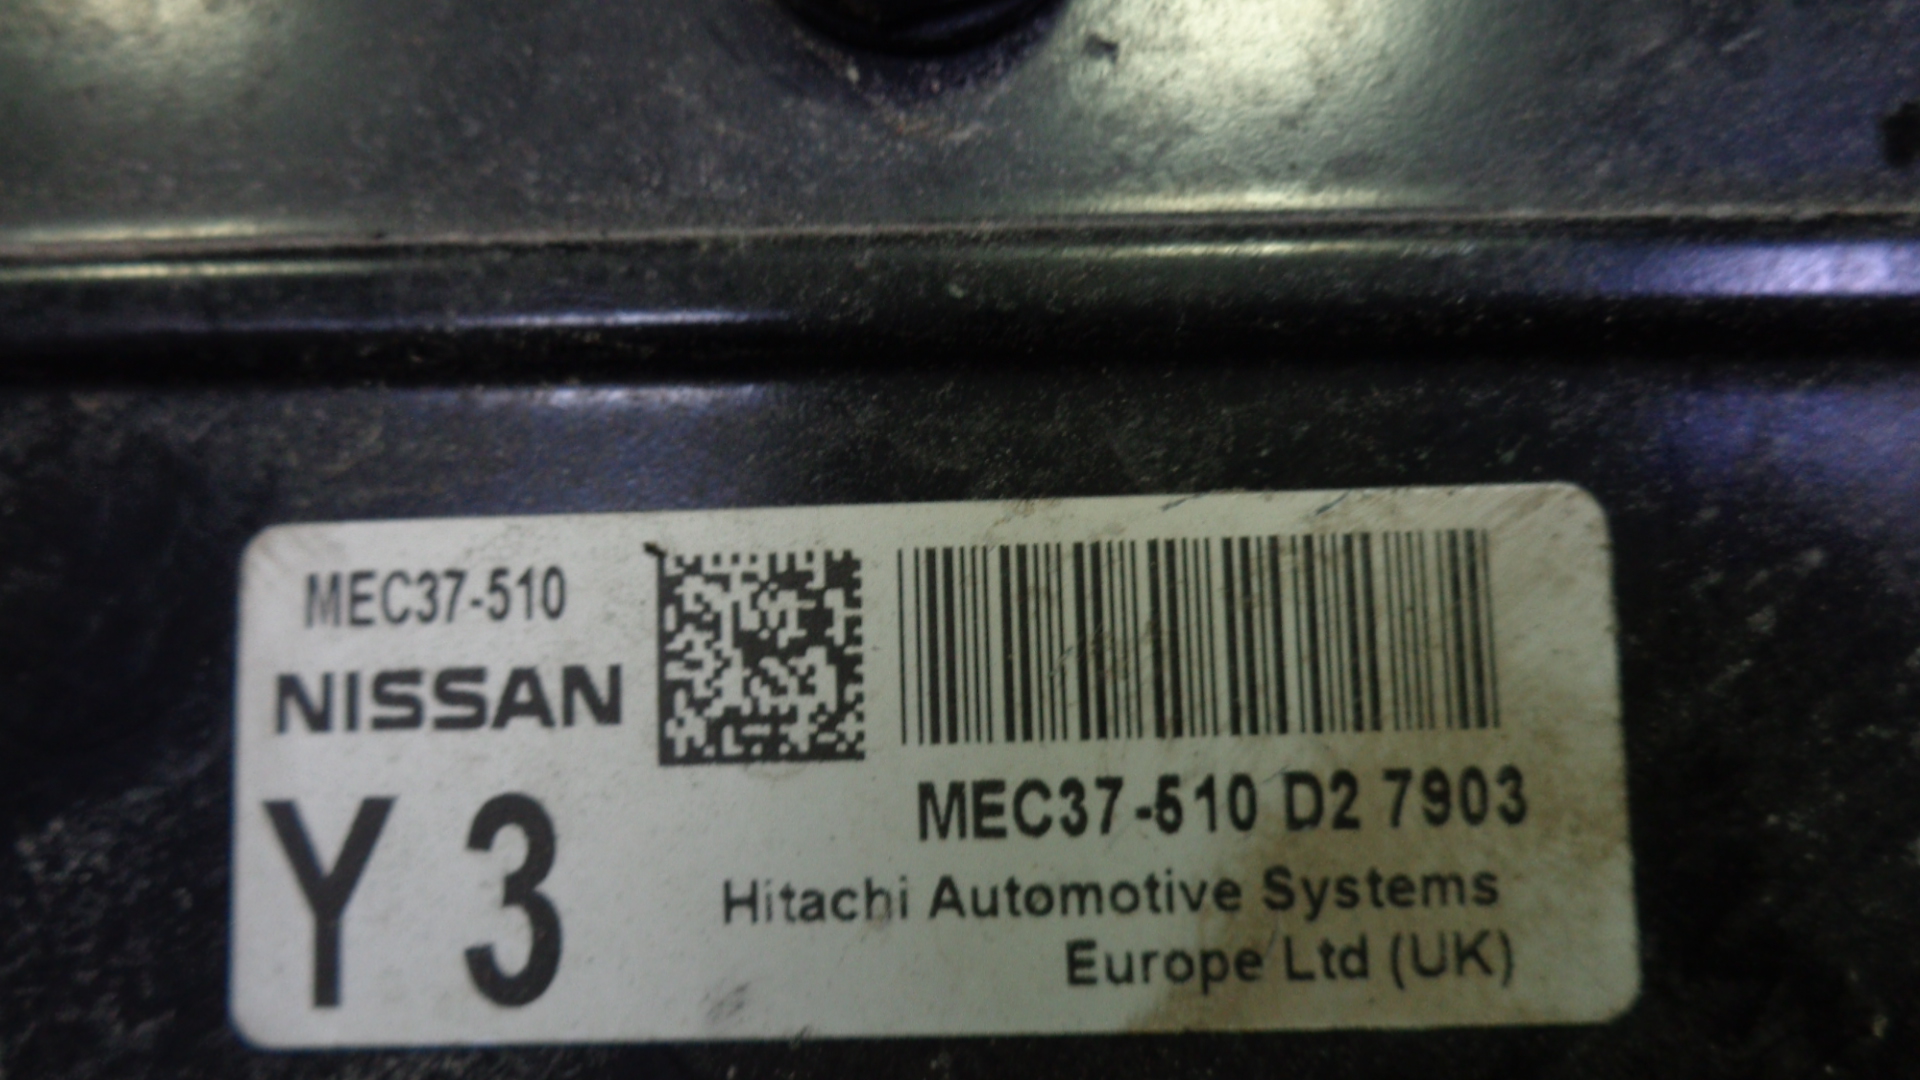 MEC37-510
NISSAN
Y 3
MEC37-510 D2 7903
Hitachi Automotive Systems
Europe Ltd (UK)